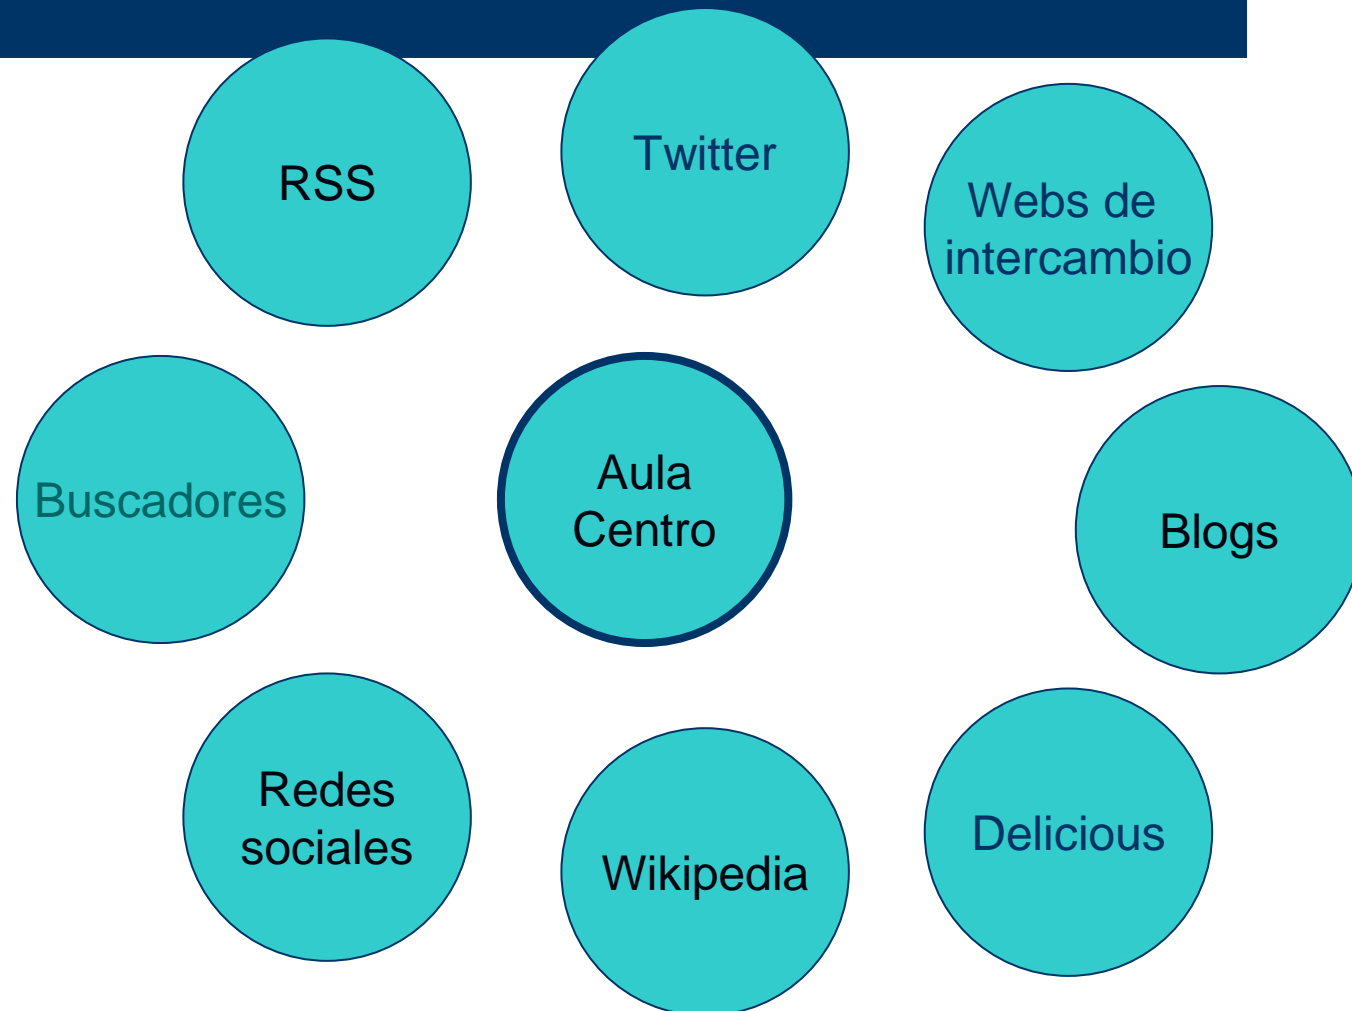 RSS
Twitter
Webs de
intercambio
Buscadores
Aula
Centro
Blogs
Redes
sociales
Wikipedia
Delicious